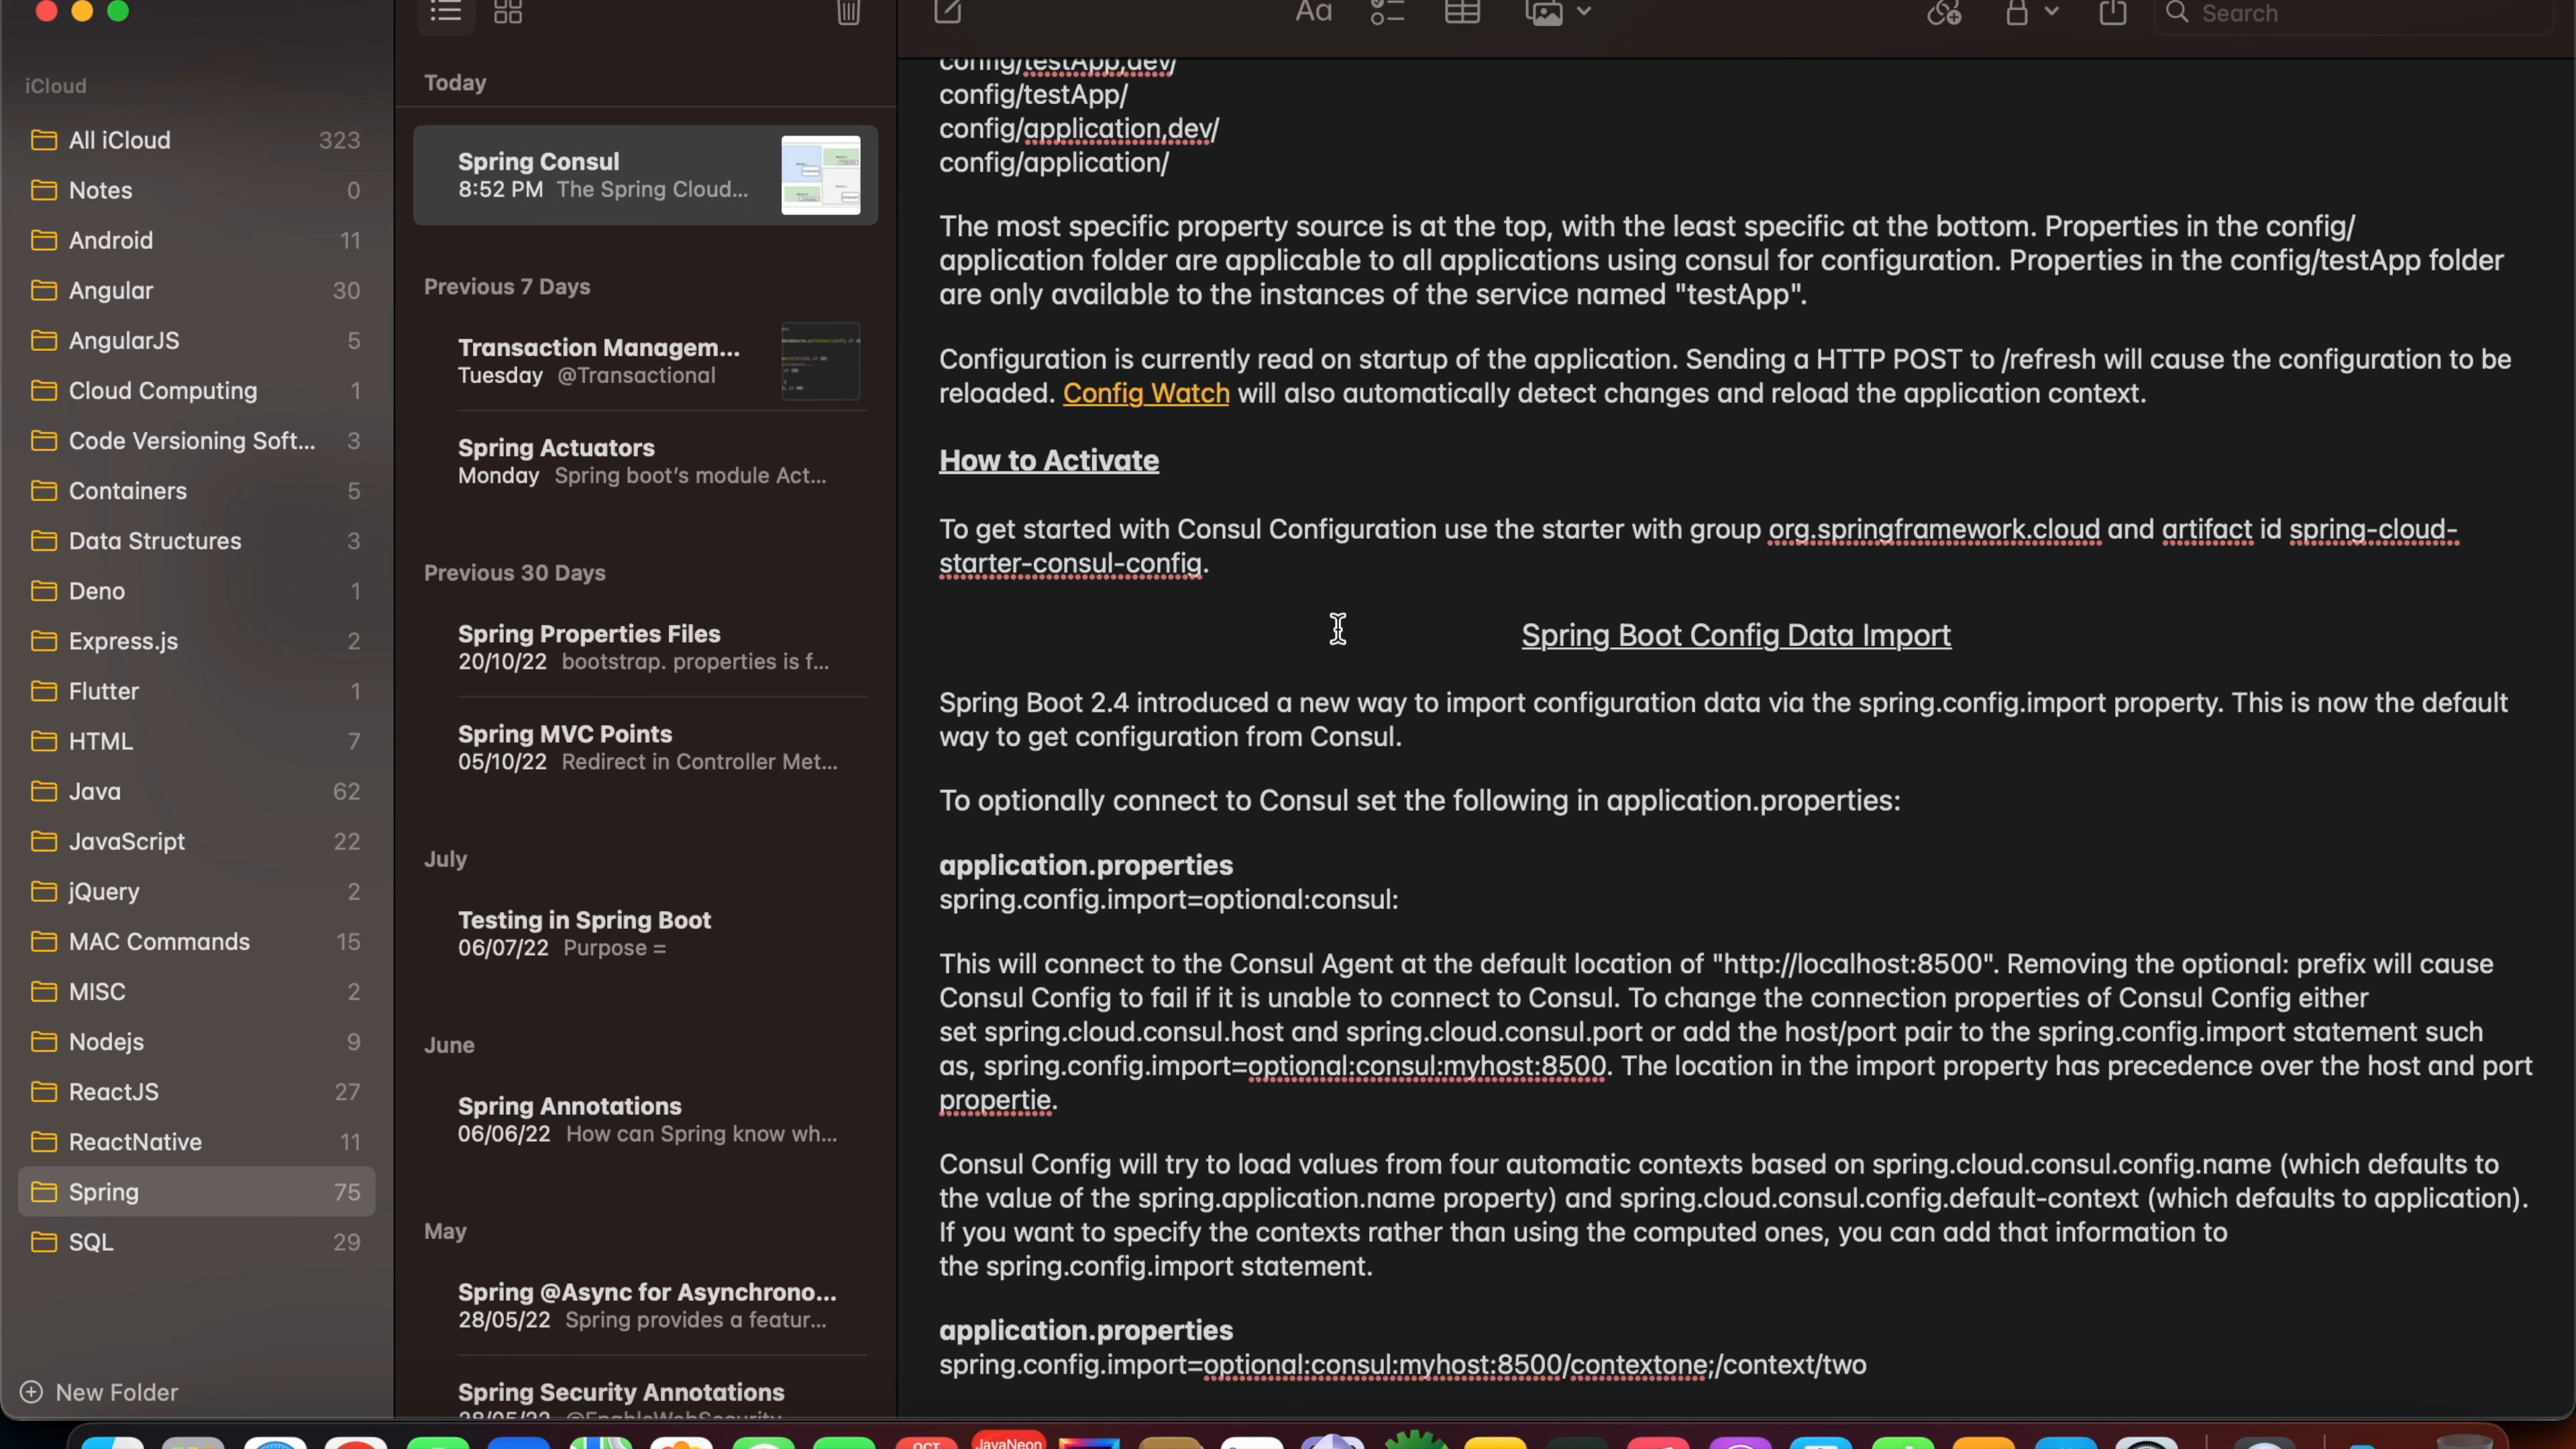 Search
iCloud
All iCloud 323
Notes 0
Android 11
Angular 30
AngularJS 5
Cloud Computing 1
Code Versioning Soft... 3
Containers 5
Data Structures 3
Deno 1
Express.js 2
Flutter 1
HTML 7
Java 62
JavaScript 22
jQuery 2
MAC Commands 15
MISC 2
Nodejs 9
ReactJS 27
ReactNative 11
Spring 75
SQL 29
New Folder
Today
Spring Consul
8:52 PM The Spring Cloud...
Previous 7 Days
Transaction Managem...
Tuesday @Transactional
Spring Actuators
Monday Spring boot’s module Act...
Previous 30 Days
Spring Properties Files
20/10/22 bootstrap. properties is f...
Spring MVC Points
05/10/22 Redirect in Controller Met...
July
Testing in Spring Boot
06/07/22 Purpose =
June
Spring Annotations
06/06/22 How can Spring know wh...
May
Spring @Async for Asynchrono...
28/05/22 Spring provides a featur...
Spring Security Annotations
28/05/22 @EnableWebSecurity
config/testApp,dev/
config/testApp/
config/application,dev/
config/application/
The most specific property source is at the top, with the least specific at the bottom. Properties in the config/
application folder are applicable to all applications using consul for configuration. Properties in the config/testApp folder
are only available to the instances of the service named "testApp".
Configuration is currently read on startup of the application. Sending a HTTP POST to /refresh will cause the configuration to be
reloaded. Config Watch will also automatically detect changes and reload the application context.
How to Activate
To get started with Consul Configuration use the starter with group org.springframework.cloud and artifact id spring-cloud-
starter-consul-config.
Spring Boot Config Data Import
Spring Boot 2.4 introduced a new way to import configuration data via the spring.config.import property. This is now the default
way to get configuration from Consul.
To optionally connect to Consul set the following in application.properties:
application.properties
spring.config.import=optional:consul:
This will connect to the Consul Agent at the default location of "http://localhost:8500". Removing the optional: prefix will cause
Consul Config to fail if it is unable to connect to Consul. To change the connection properties of Consul Config either
set spring.cloud.consul.host and spring.cloud.consul.port or add the host/port pair to the spring.config.import statement such
as, spring.config.import=optional:consul:myhost:8500. The location in the import property has precedence over the host and port
propertie.
Consul Config will try to load values from four automatic contexts based on spring.cloud.consul.config.name (which defaults to
the value of the spring.application.name property) and spring.cloud.consul.config.default-context (which defaults to application).
If you want to specify the contexts rather than using the computed ones, you can add that information to
the spring.config.import statement.
application.properties
spring.config.import=optional:consul:myhost:8500/contextone;/context/two
OCT
JavaNeon